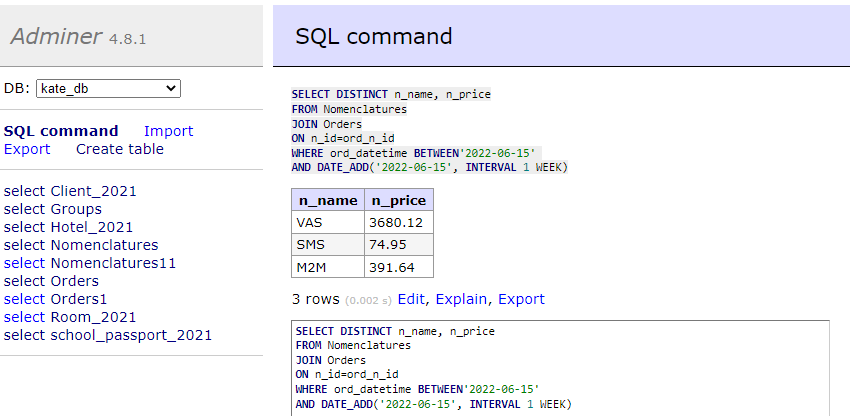 Adminer 4.8.1
DB: kate_db
SQL command Import
Export Create table
select Client_2021
select Groups
select Hotel_2021
select Nomenclatures
select Nomenclatures11
select Orders
select Orders1
select Room_2021
select school_passport_2021
SQL command
SELECT DISTINCT n_name, n_price
FROM Nomenclatures
JOIN Orders
ON n_id=ord_n_id
WHERE ord_datetime BETWEEN'2022-06-15'
AND DATE_ADD('2022-06-15', INTERVAL 1 WEEK)
n_name n_price
VAS 3680.12
SMS 74.95
M2M 391.64
3 rows (0.002 s) Edit, Explain, Export
SELECT DISTINCT n_name, n_price
FROM Nomenclatures
JOIN Orders
ON n_id=ord_n_id
WHERE ord_datetime BETWEEN'2022-06-15'
AND DATE_ADD('2022-06-15', INTERVAL 1 WEEK)